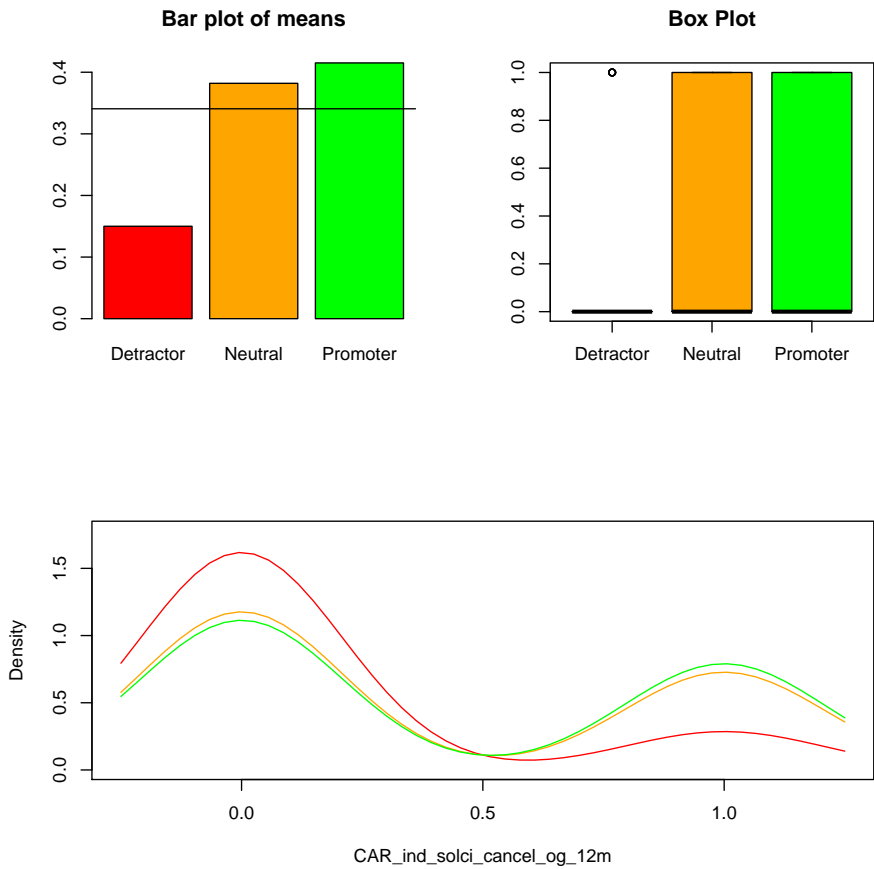 Bar plot of means
0.4
0.3
0.2
0.1
0.0
Detractor Neutral Promoter
Box Plot
1.0
0.8
0.6
0.4
0.2
0.0
Detractor Neutral Promoter
Density
1.5
1.0
0.5
0.0
0.0 0.5 1.0
CAR_ind_solci_cancel_og_12m